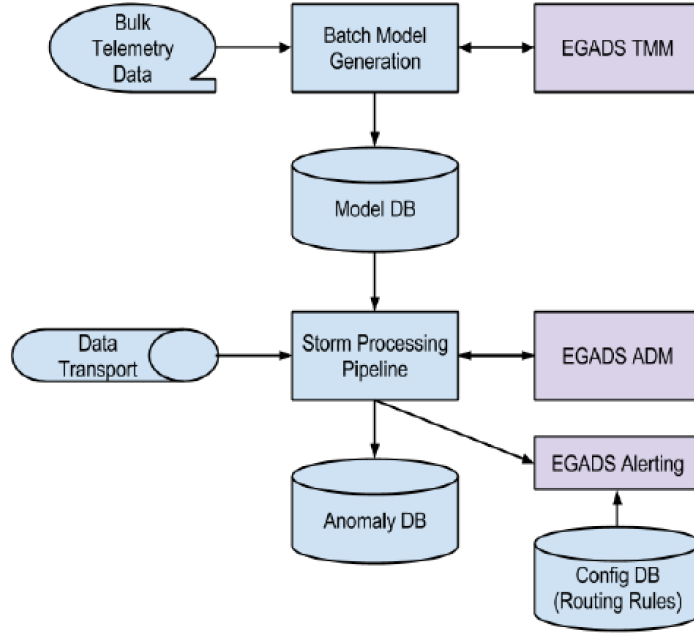 Bulk
Telemetry
Data
Batch Model
Generation
EGADS TMM
Model DB
Data
Transport
Storm Processing
Pipeline
EGADS ADM
EGADS Alerting
Anomaly DB
Config DB
(Routing Rules)